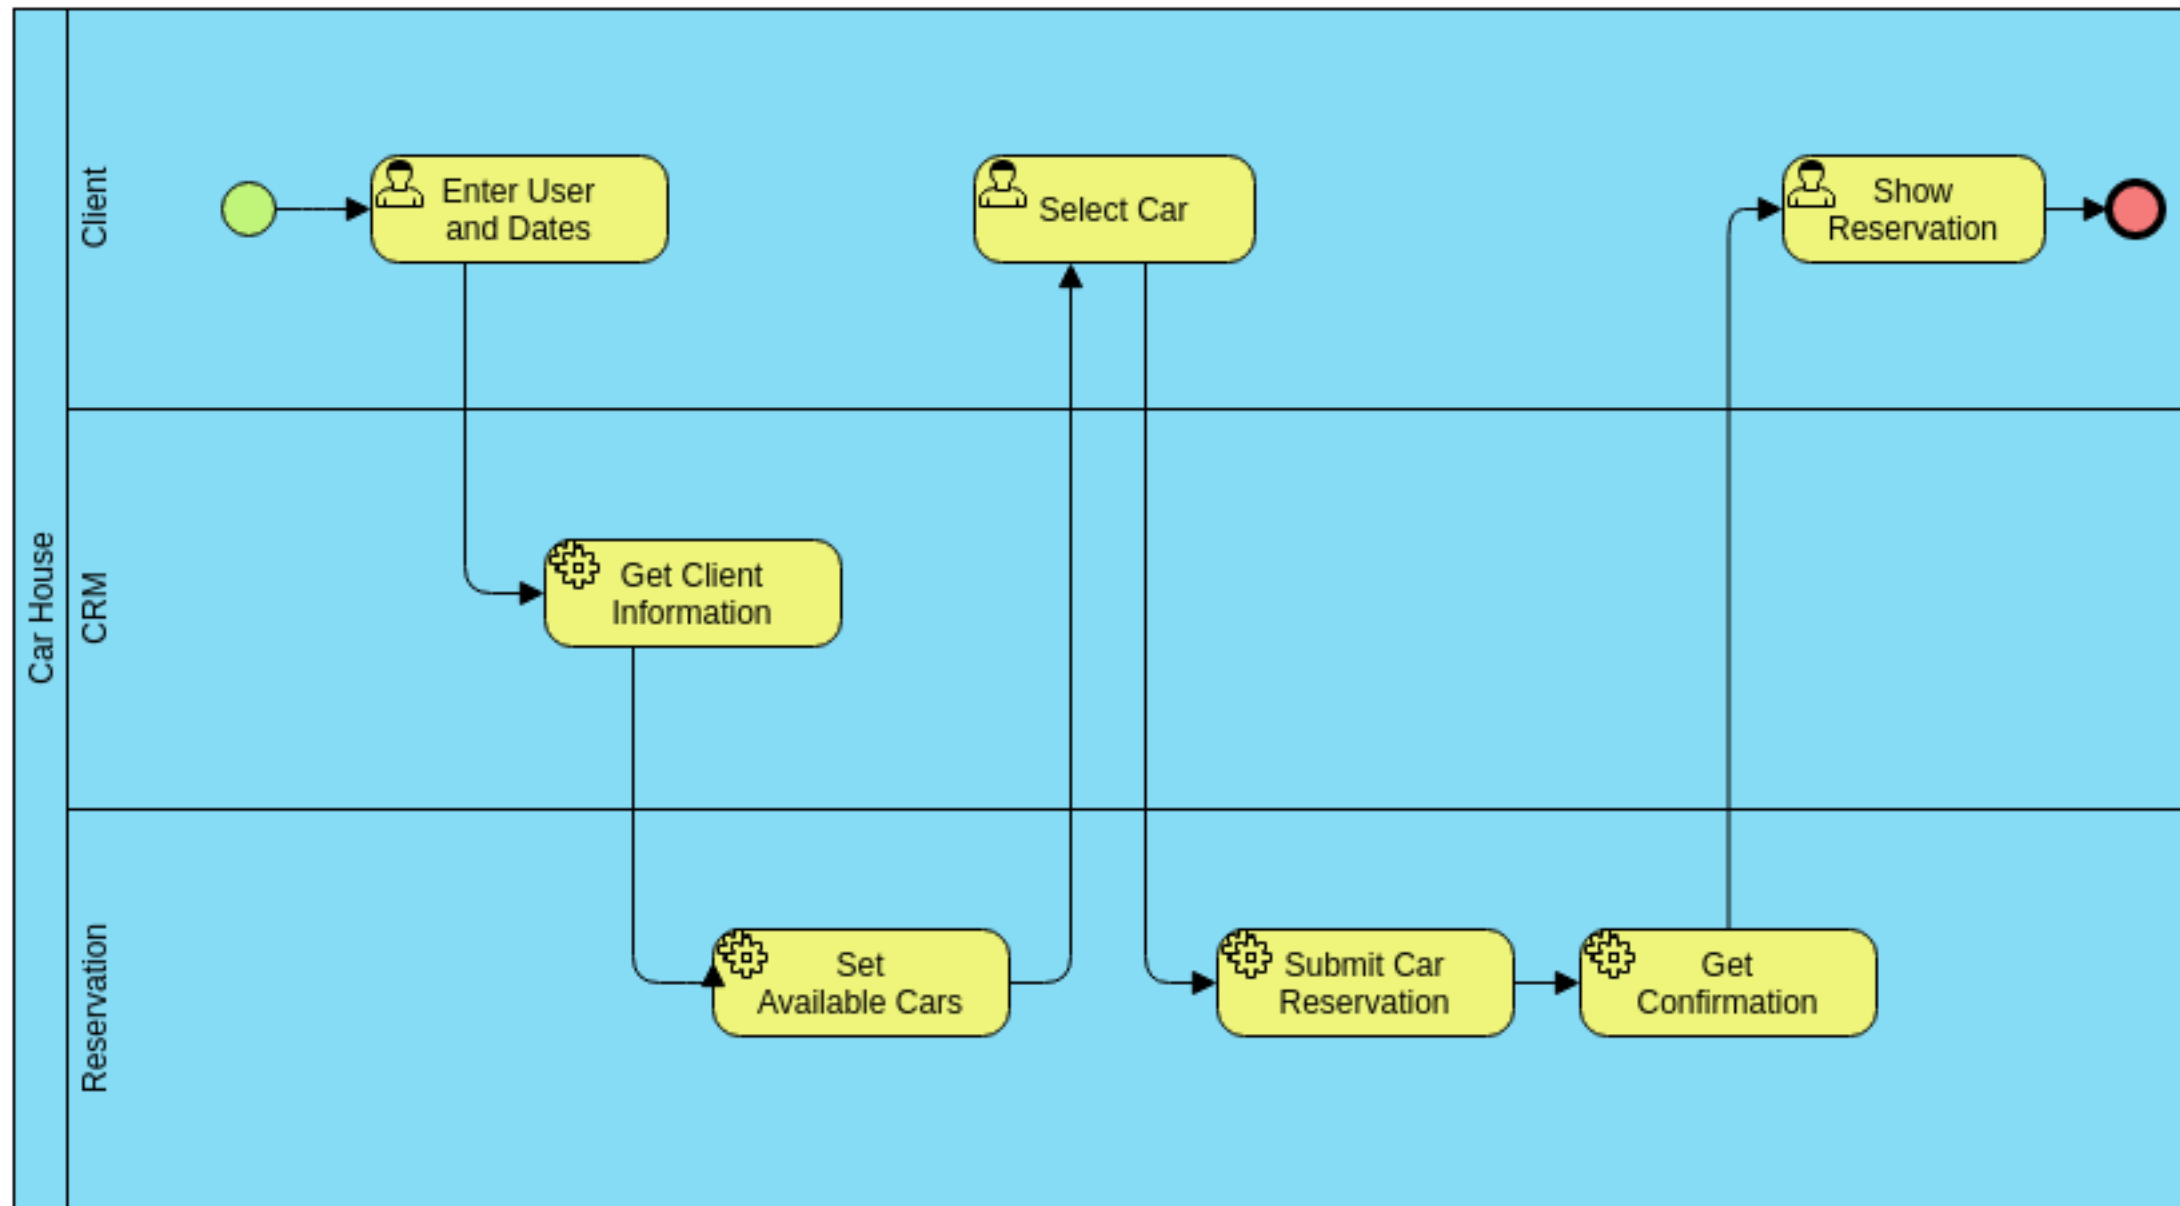 Car House
Client
Enter User
and Dates
Select Car
Show
Reservation
CRM
Get Client
Information
Reservation
Set
Available Cars
Submit Car
Reservation
Get
Confirmation